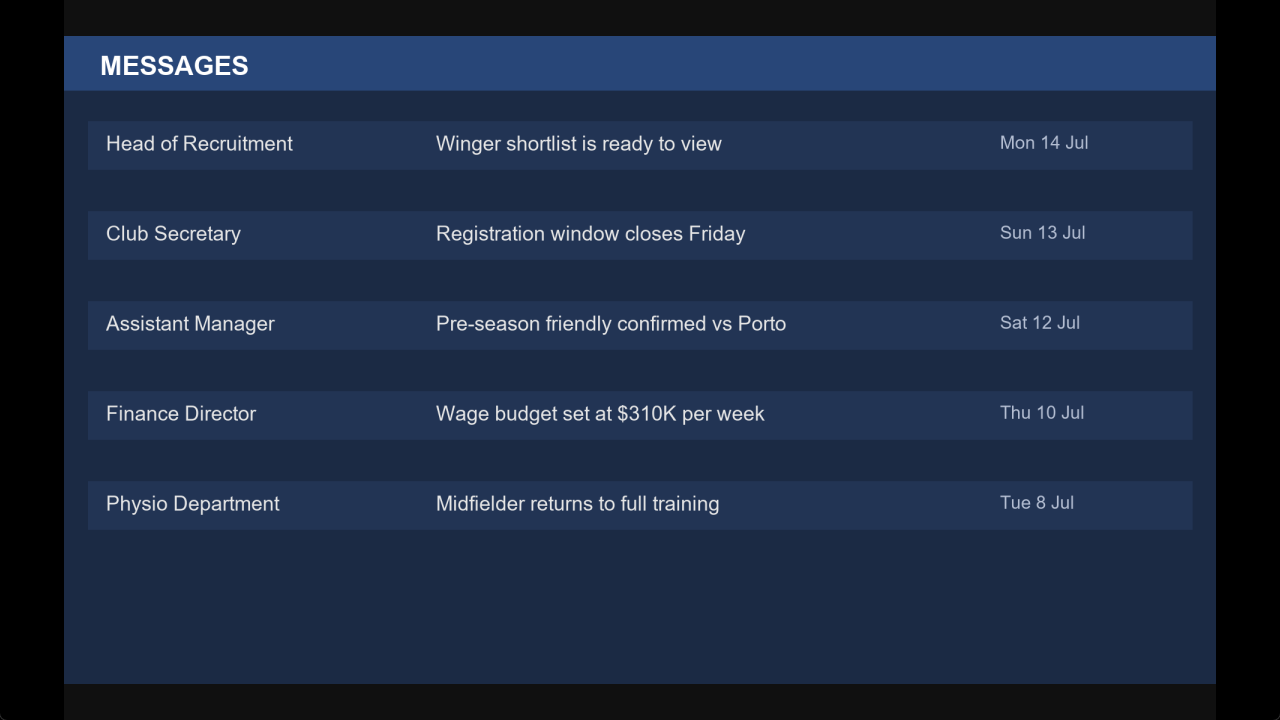 MESSAGES
Head of Recruitment Winger shortlist is ready to view Mon 14 Jul
Club Secretary Registration window closes Friday Sun 13 Jul
Assistant Manager Pre-season friendly confirmed vs Porto Sat 12 Jul
Finance Director Wage budget set at $310K per week Thu 10 Jul
Physio Department Midfielder returns to full training Tue 8 Jul